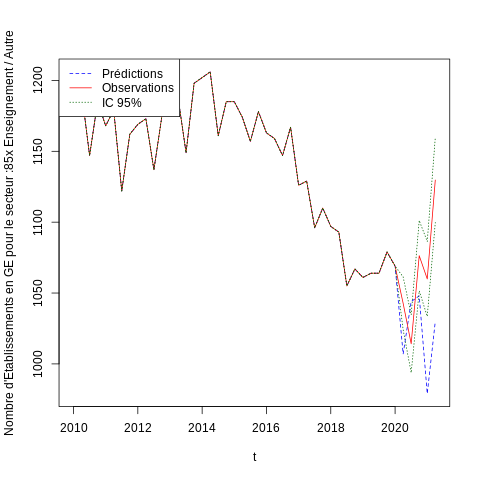 Nombre d'Etablissements en GE pour le secteur :85x Enseignement / Autre
Prédictions
Observations
IC 95%
1200
1150
1100
1050
1000
2010 2012 2014 2016 2018 2020
t